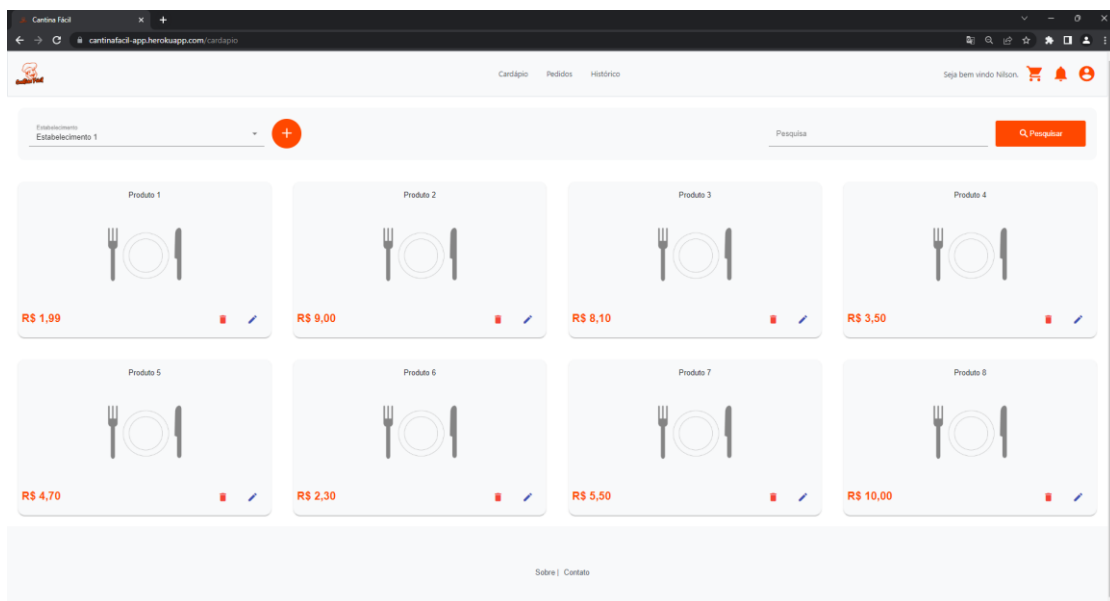 Cantina Fácil
cantinafacil-app.herokuapp.com/cardapio
Cantina Fácil
Cardápio Pedidos Histórico
Seja bem vindo Nilson.
Estabelecimento
Estabelecimento 1
Pesquisa
Pesquisar
Produto 1
Produto 2
Produto 3
Produto 4
R$ 1,99
R$ 9,00
R$ 8,10
R$ 3,50
Produto 5
Produto 6
Produto 7
Produto 8
R$ 4,70
R$ 2,30
R$ 5,50
R$ 10,00
Sobre | Contato